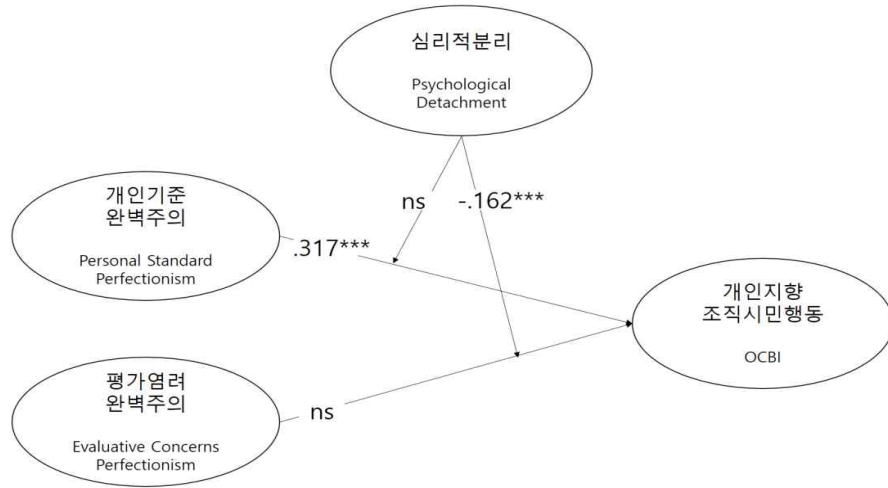 심리적분리
Psychological
Detachment
ns
-.162***
개인기준
완벽주의
Personal Standard
Perfectionism
.317***
개인지향
조직시민행동
OCBI
평가염려
완벽주의
Evaluative Concerns
Perfectionism
ns